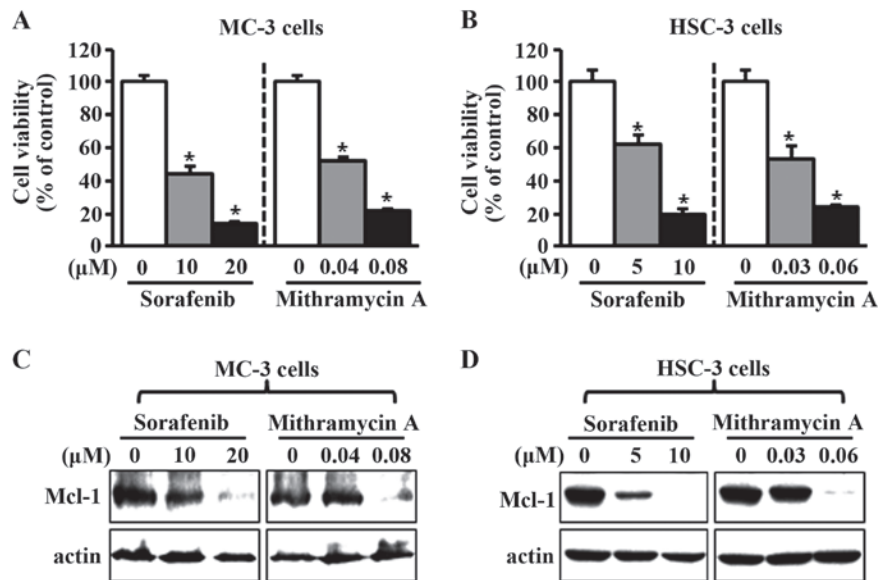 A
MC-3 cells
Cell viability
(% of control)
120
100
80
60
40
20
0
* * * *
(μM) 0 10 20 0 0.04 0.08
Sorafenib Mithramycin A
B
HSC-3 cells
Cell viability
(% of control)
120
100
80
60
40
20
0
* * * *
(μM) 0 5 10 0 0.03 0.06
Sorafenib Mithramycin A
C
MC-3 cells
Sorafenib Mithramycin A
(μM) 0 10 20 0 0.04 0.08
Mcl-1
actin
D
HSC-3 cells
Sorafenib Mithramycin A
(μM) 0 5 10 0 0.03 0.06
Mcl-1
actin